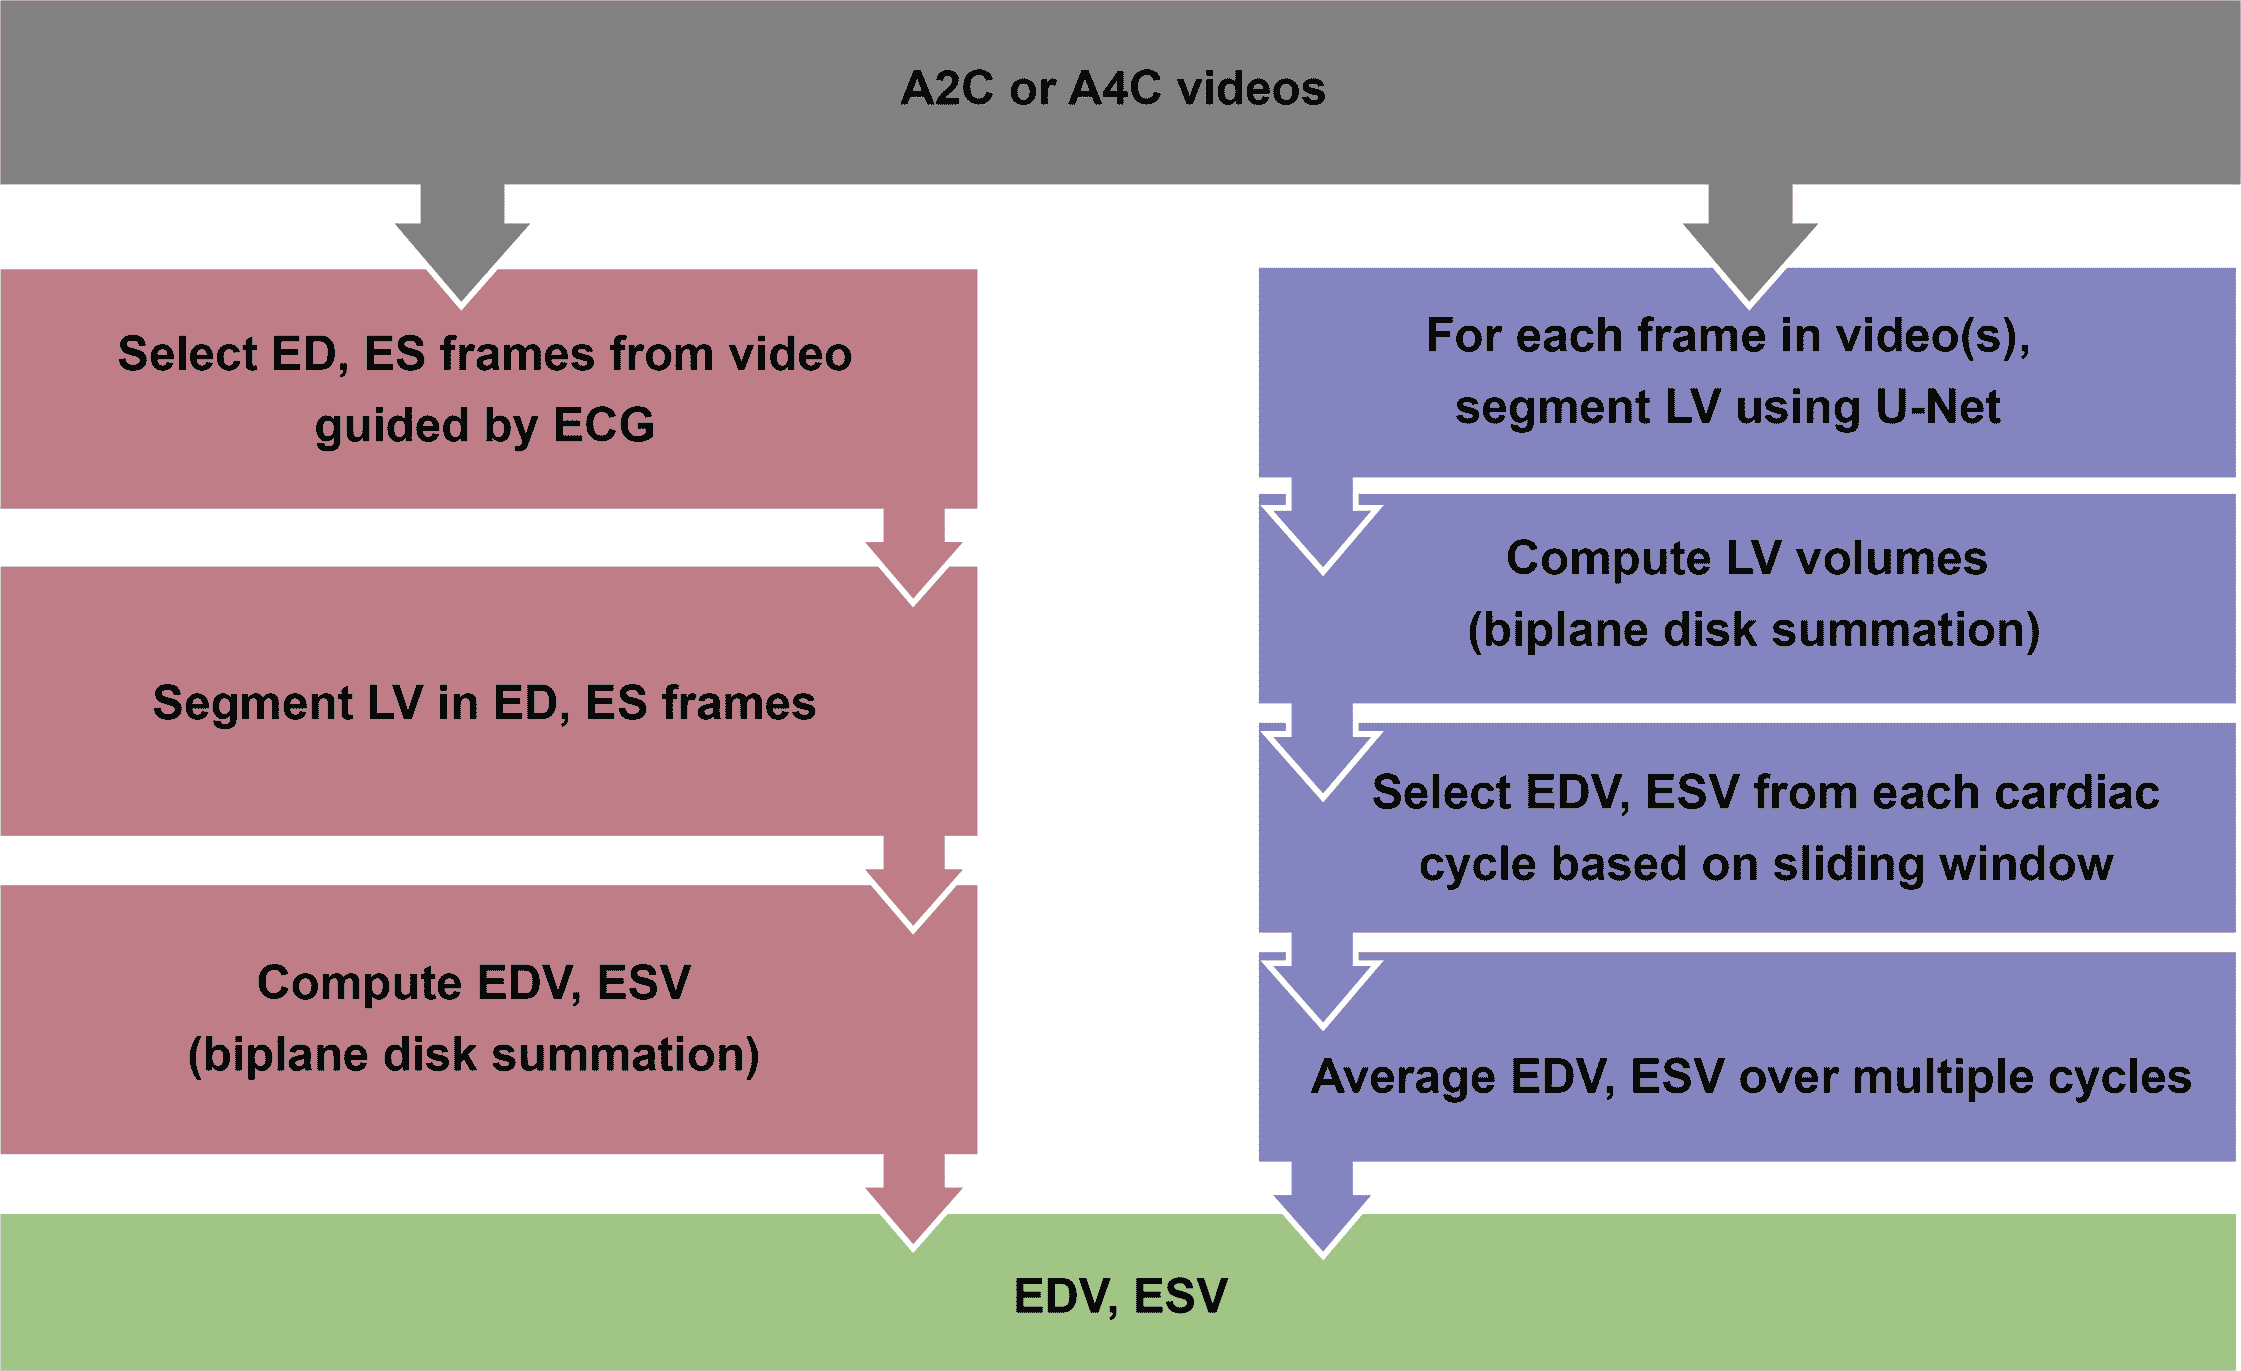 A2C or A4C videos
Select ED, ES frames from video
guided by ECG
Segment LV in ED, ES frames
Compute EDV, ESV
(biplane disk summation)
For each frame in video(s),
segment LV using U-Net
Compute LV volumes
(biplane disk summation)
Select EDV, ESV from each cardiac
cycle based on sliding window
Average EDV, ESV over multiple cycles
EDV, ESV